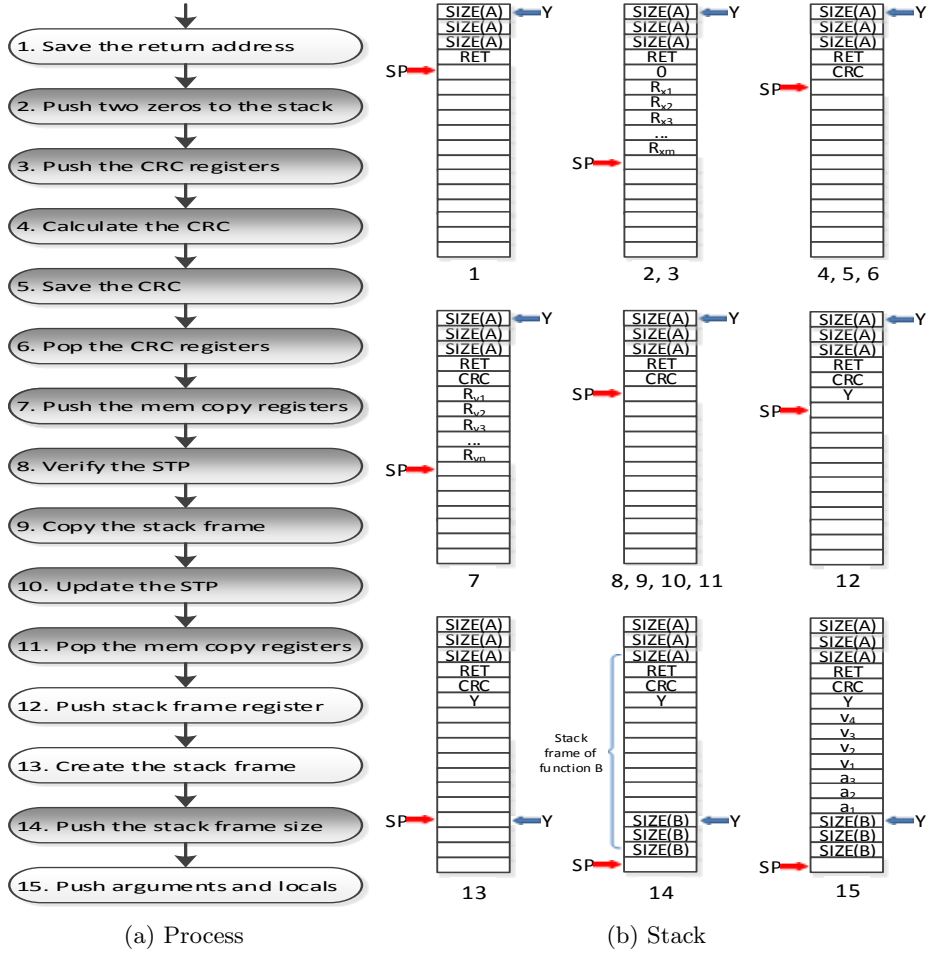 1. Save the return address
2. Push two zeros to the stack
3. Push the CRC registers
4. Calculate the CRC
5. Save the CRC
6. Pop the CRC registers
7. Push the mem copy registers
8. Verify the STP
9. Copy the stack frame
10. Update the STP
11. Pop the mem copy registers
12. Push stack frame register
13. Create the stack frame
14. Push the stack frame size
15. Push arguments and locals
(a) Process
SIZE(A) Y
SIZE(A)
SIZE(A)
RET
SP
1
SIZE(A) Y
SIZE(A)
SIZE(A)
RET
0
Rx1
Rx2
Rx3
...
Rxm
SP
2, 3
SIZE(A) Y
SIZE(A)
SIZE(A)
RET
CRC
SP
4, 5, 6
SIZE(A) Y
SIZE(A)
SIZE(A)
RET
CRC
Ry1
Ry2
Ry3
...
Ryn
SP
7
SIZE(A) Y
SIZE(A)
SIZE(A)
RET
CRC
SP
8, 9, 10, 11
SIZE(A) Y
SIZE(A)
SIZE(A)
RET
CRC
Y
SP
12
SIZE(A)
SIZE(A)
SIZE(A)
RET
CRC
Y
SP Y
13
SIZE(A)
SIZE(A)
SIZE(A)
RET
CRC
Y
Stack
frame of
function B
SIZE(B) Y
SIZE(B)
SIZE(B)
SP
14
SIZE(A)
SIZE(A)
SIZE(A)
RET
CRC
Y
v4
v3
v2
v1
a3
a2
a1
SIZE(B) Y
SIZE(B)
SIZE(B)
SP
15
(b) Stack